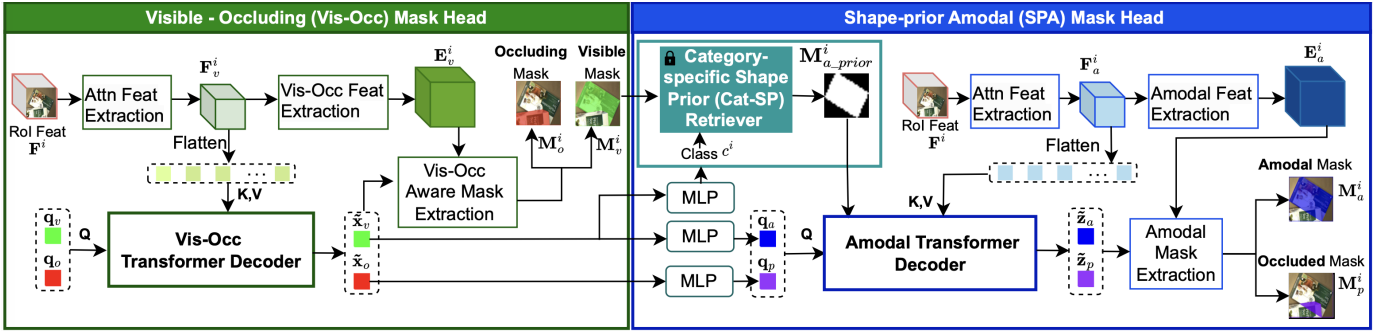 Visible - Occluding (Vis-Occ) Mask Head
RoI Feat
F^i
Attn Feat
Extraction
F_v^i
Flatten
Vis-Occ Feat
Extraction
E_v^i
Occluding
Mask
M_o^i
Visible
Mask
M_v^i
Vis-Occ
Aware Mask
Extraction
K,V
q_v
q_o
Q
Vis-Occ
Transformer Decoder
x̃_v
x̃_o
Shape-prior Amodal (SPA) Mask Head
Category-
specific Shape
Prior (Cat-SP)
Retriever
Class c^i
M_{a_prior}^i
MLP
MLP
MLP
q_a
q_p
Q
RoI Feat
F^i
Attn Feat
Extraction
F_a^i
Flatten
Amodal Feat
Extraction
E_a^i
K,V
Amodal Transformer
Decoder
z̃_a
z̃_p
Amodal
Mask
Extraction
Amodal Mask
M_a^i
Occluded Mask
M_p^i